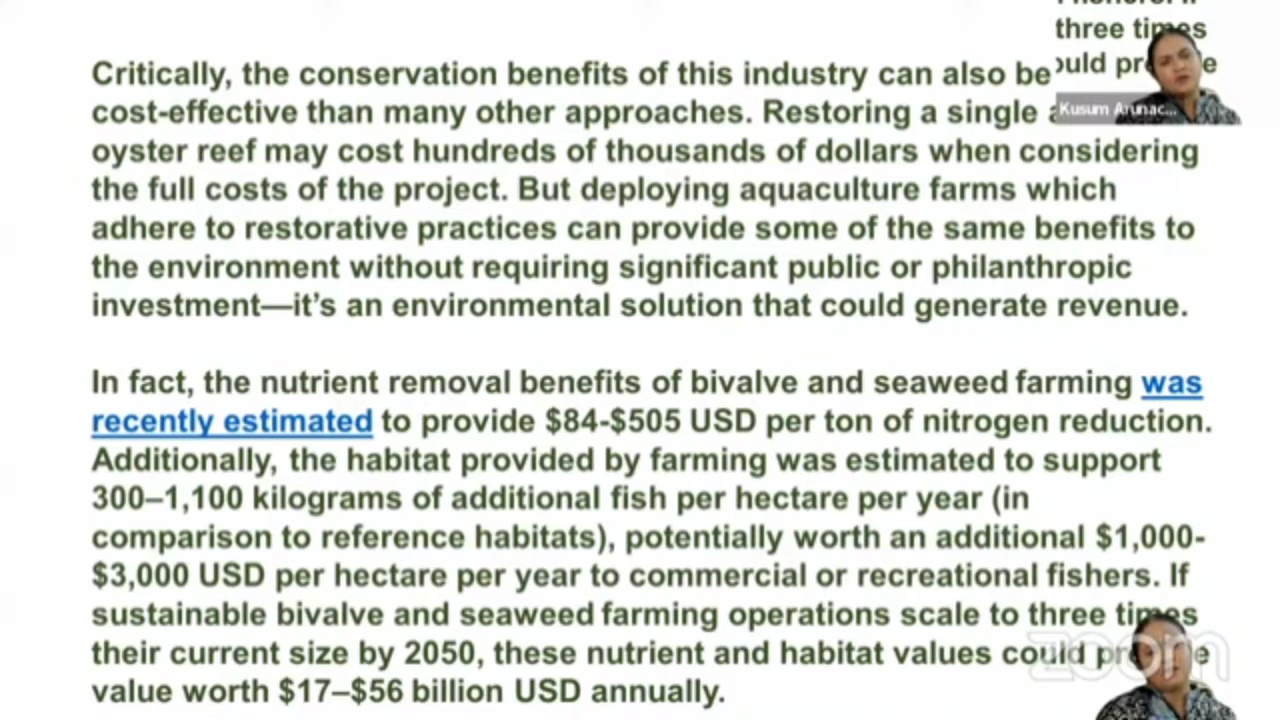 three times
Critically, the conservation benefits of this industry can also be
cost-effective than many other approaches. Restoring a single
Kusum Arunac...
oyster reef may cost hundreds of thousands of dollars when considering
the full costs of the project. But deploying aquaculture farms which
adhere to restorative practices can provide some of the same benefits to
the environment without requiring significant public or philanthropic
investment—it’s an environmental solution that could generate revenue.
In fact, the nutrient removal benefits of bivalve and seaweed farming was
recently estimated to provide $84-$505 USD per ton of nitrogen reduction.
Additionally, the habitat provided by farming was estimated to support
300–1,100 kilograms of additional fish per hectare per year (in
comparison to reference habitats), potentially worth an additional $1,000-
$3,000 USD per hectare per year to commercial or recreational fishers. If
sustainable bivalve and seaweed farming operations scale to three times
their current size by 2050, these nutrient and habitat values could
value worth $17–$56 billion USD annually.
zoom